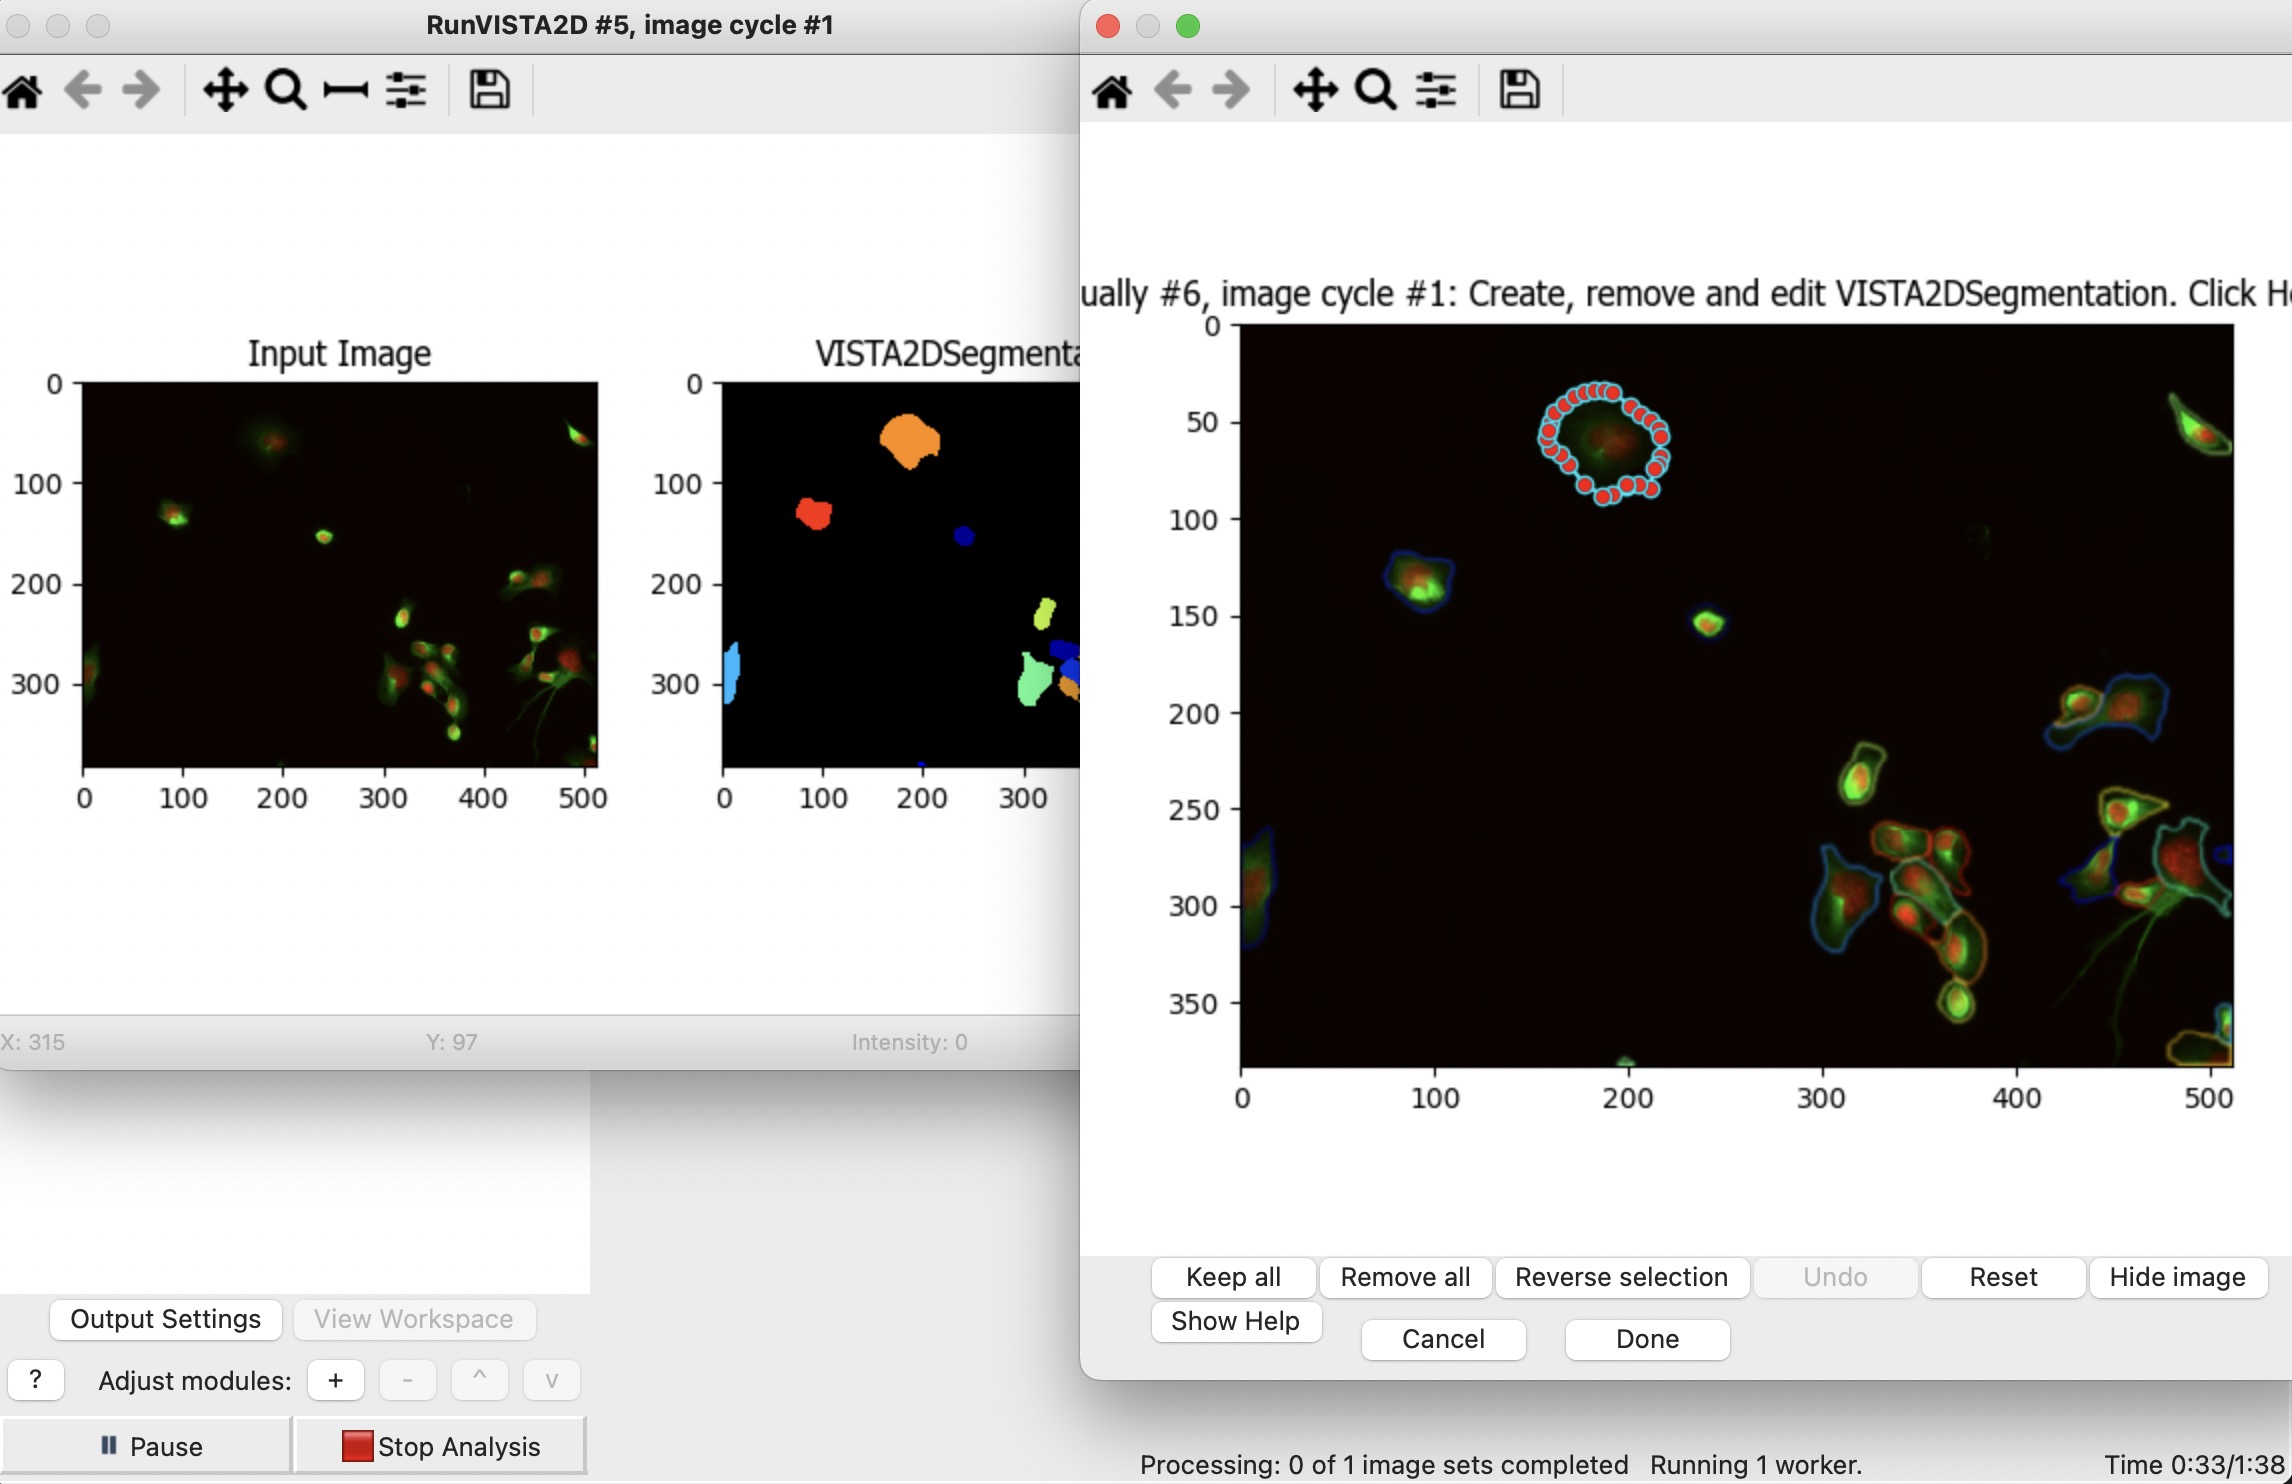 RunVISTA2D #5, image cycle #1
Input Image
0
100
200
300
0
100
200
300
400
500
VISTA2DSegmenta
0
100
200
300
0
100
200
300
X: 315
Y: 97
Intensity: 0
ually #6, image cycle #1: Create, remove and edit VISTA2DSegmentation. Click H
0
50
100
150
200
250
300
350
0
100
200
300
400
500
Keep all
Remove all
Reverse selection
Undo
Reset
Hide image
Show Help
Cancel
Done
Output Settings
View Workspace
?
Adjust modules:
+
-
^
v
Pause
Stop Analysis
Processing: 0 of 1 image sets completed
Running 1 worker.
Time 0:33/1:38